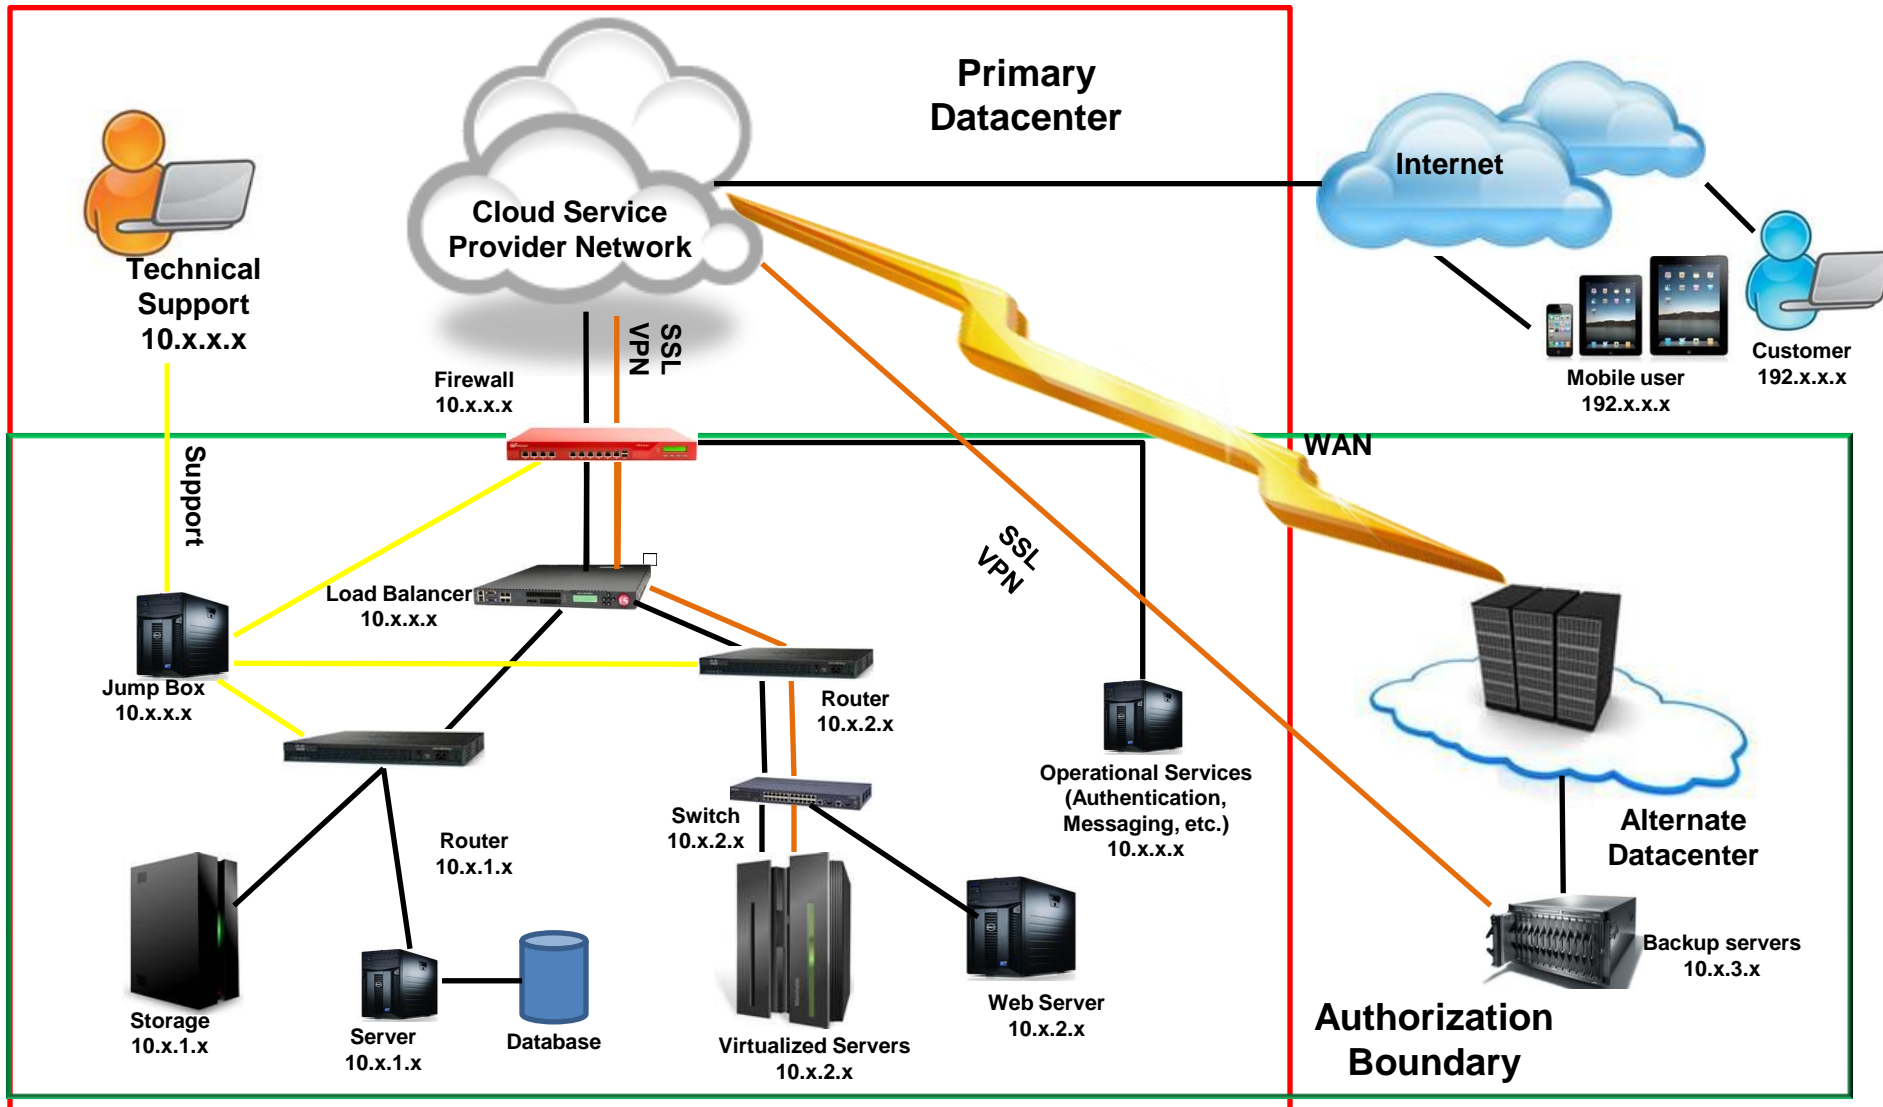 Primary
Datacenter
Internet
Cloud Service
Provider Network
Technical
Support
10.x.x.x
SSL
VPN
Firewall
10.x.x.x
Customer
192.x.x.x
Mobile user
192.x.x.x
WAN
Support
SSL
VPN
Load Balancer
10.x.x.x
Jump Box
10.x.x.x
Router
10.x.2.x
Operational Services
(Authentication,
Messaging, etc.)
10.x.x.x
Switch
10.x.2.x
Router
10.x.1.x
Alternate
Datacenter
Backup servers
10.x.3.x
Storage
10.x.1.x
Server
10.x.1.x
Database
Virtualized Servers
10.x.2.x
Web Server
10.x.2.x
Authorization
Boundary